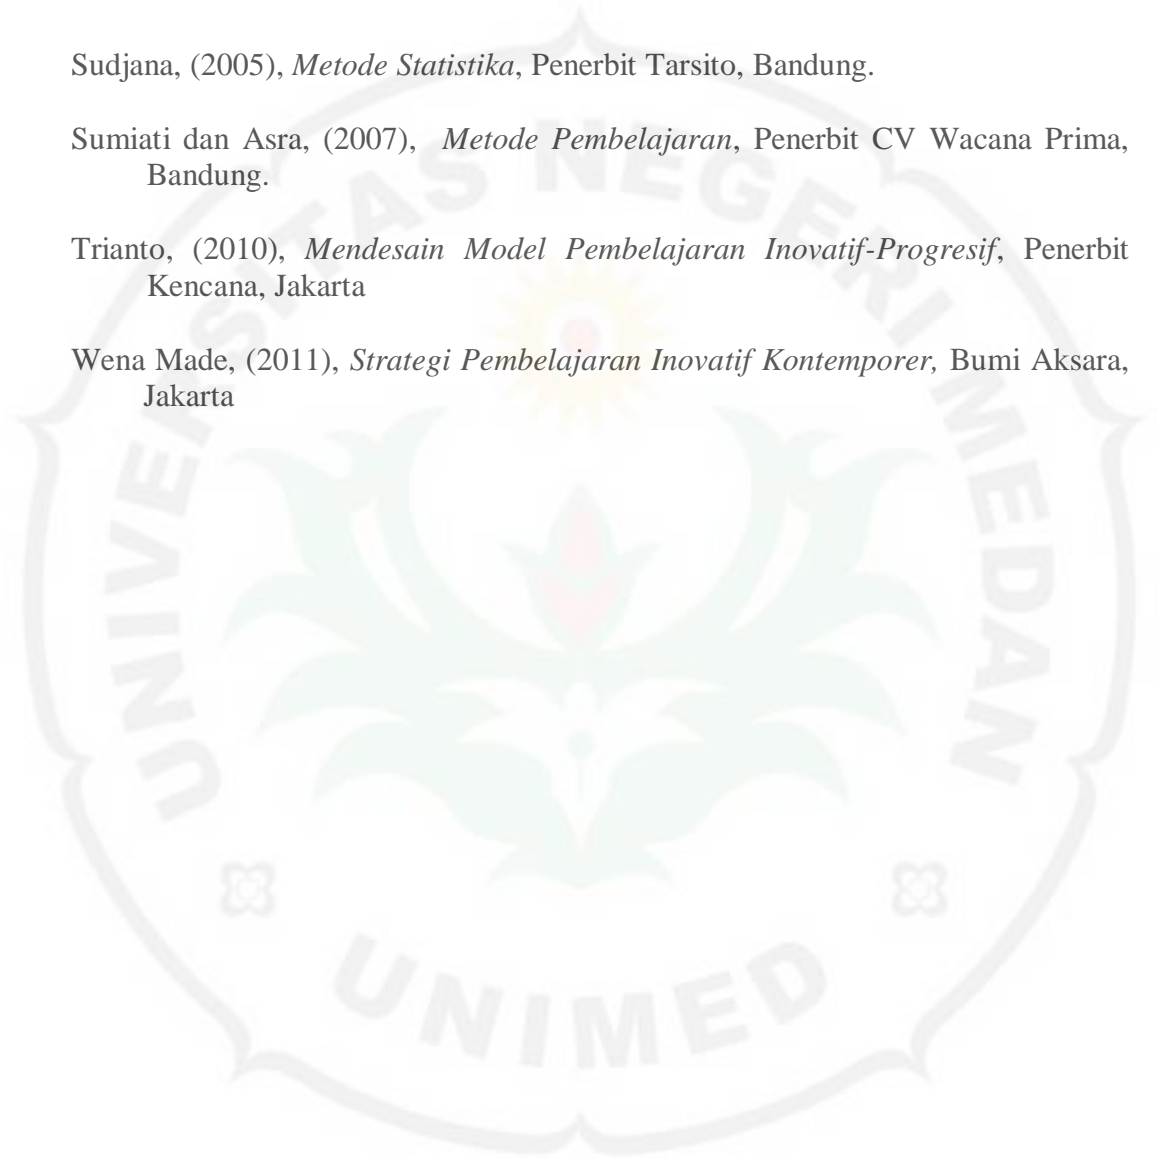 Sudjana, (2005), Metode Statistika, Penerbit Tarsito, Bandung.
Sumiati dan Asra, (2007), Metode Pembelajaran, Penerbit CV Wacana Prima,
Bandung.
Trianto, (2010), Mendesain Model Pembelajaran Inovatif-Progresif, Penerbit
Kencana, Jakarta
Wena Made, (2011), Strategi Pembelajaran Inovatif Kontemporer, Bumi Aksara,
Jakarta
UNIVERSITAS NEGERI MEDAN
UNIMED